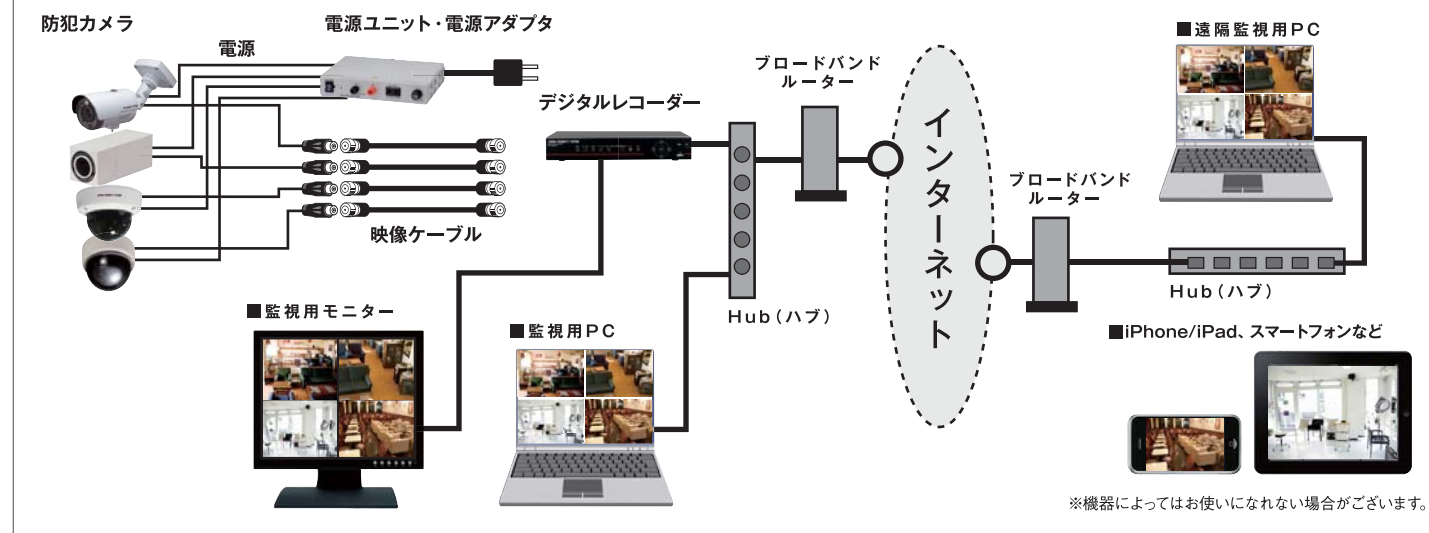 防犯カメラ
電源ユニット・電源アダプタ
電源
デジタルレコーダー
映像ケーブル
ブロードバンド
ルーター
インターネット
■遠隔監視用PC
ブロードバンド
ルーター
Hub(ハブ)
Hub(ハブ)
■監視用モニター
■監視用PC
■iPhone/iPad、スマートフォンなど
※機器によってはお使いになれない場合がございます。